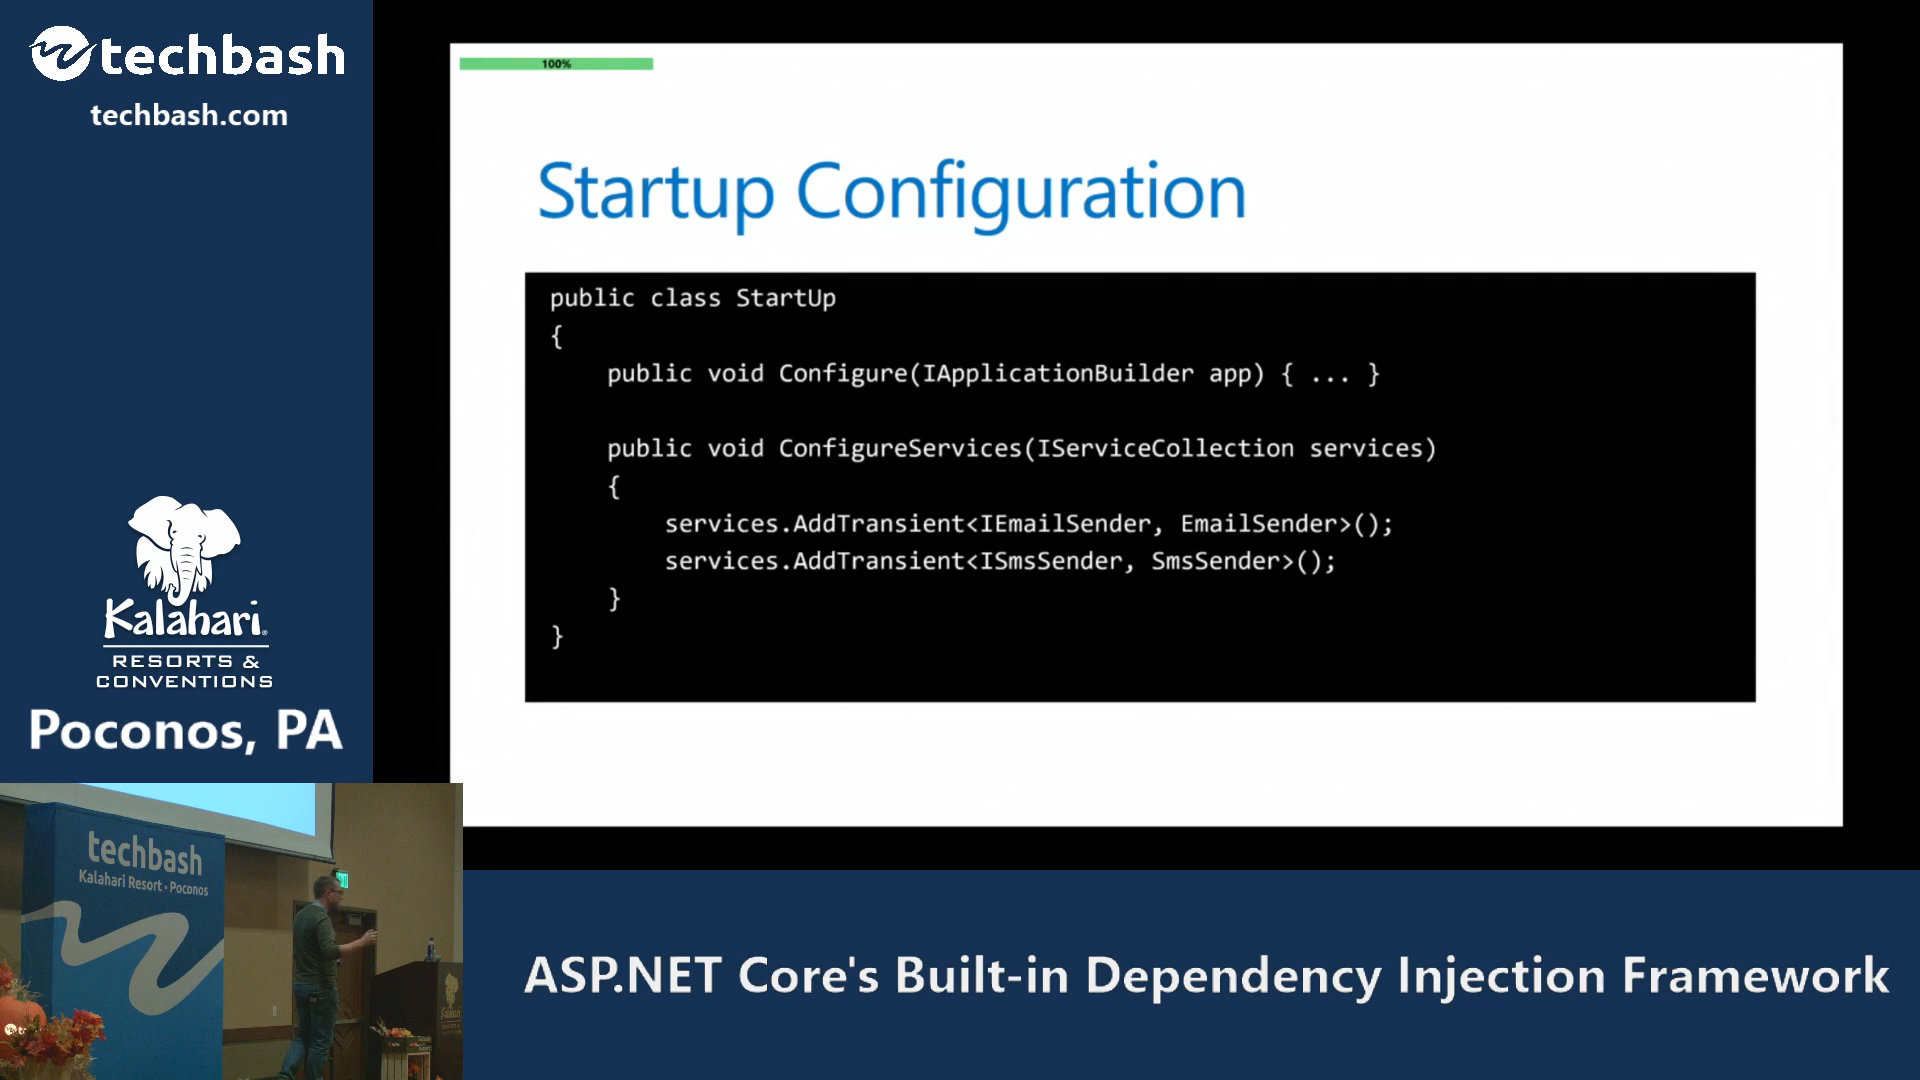 techbash
techbash.com
Kalahari
RESORTS &
CONVENTIONS
Poconos, PA
100%
Startup Configuration
public class StartUp
{
    public void Configure(IApplicationBuilder app) { ... }
    public void ConfigureServices(IServiceCollection services)
    {
        services.AddTransient<IEmailSender, EmailSender>();
        services.AddTransient<ISmsSender, SmsSender>();
    }
}
techbash
Kalahari Resort · Poconos
ASP.NET Core's Built-in Dependency Injection Framework